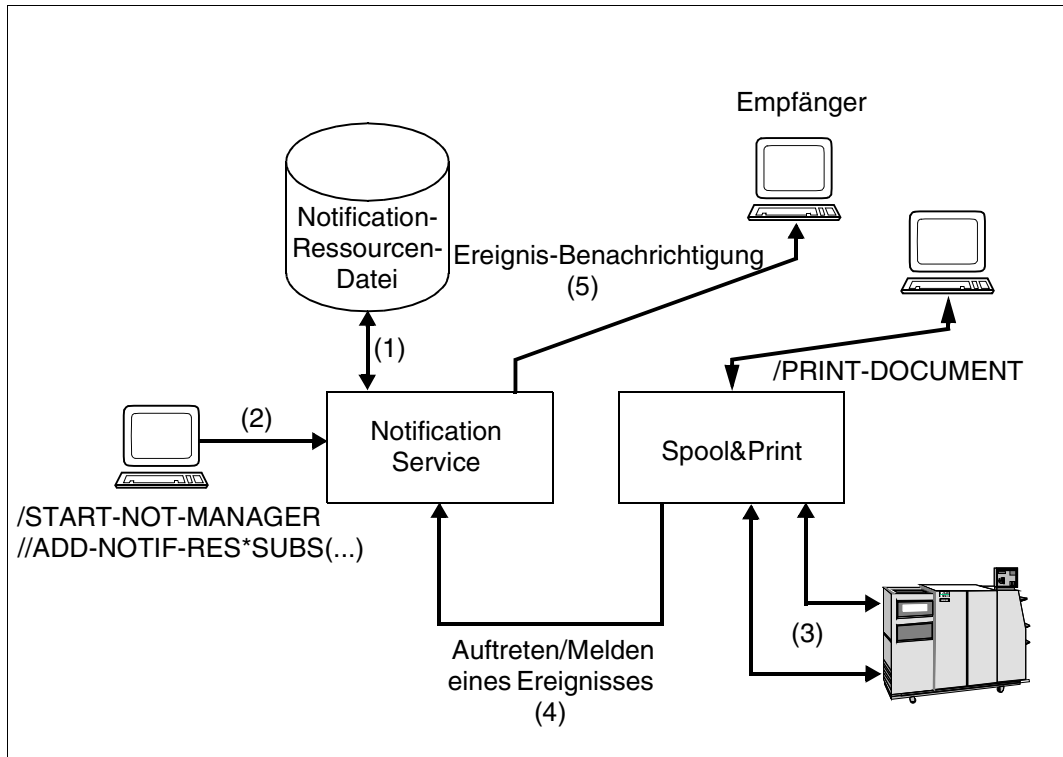 Empfänger
Notification-
Ressourcen-
Datei
Ereignis-Benachrichtigung
(5)
(1)
/PRINT-DOCUMENT
(2)
Notification
Service
Spool&Print
/START-NOT-MANAGER
//ADD-NOTIF-RES*SUBS(...)
(3)
Auftreten/Melden
eines Ereignisses
(4)